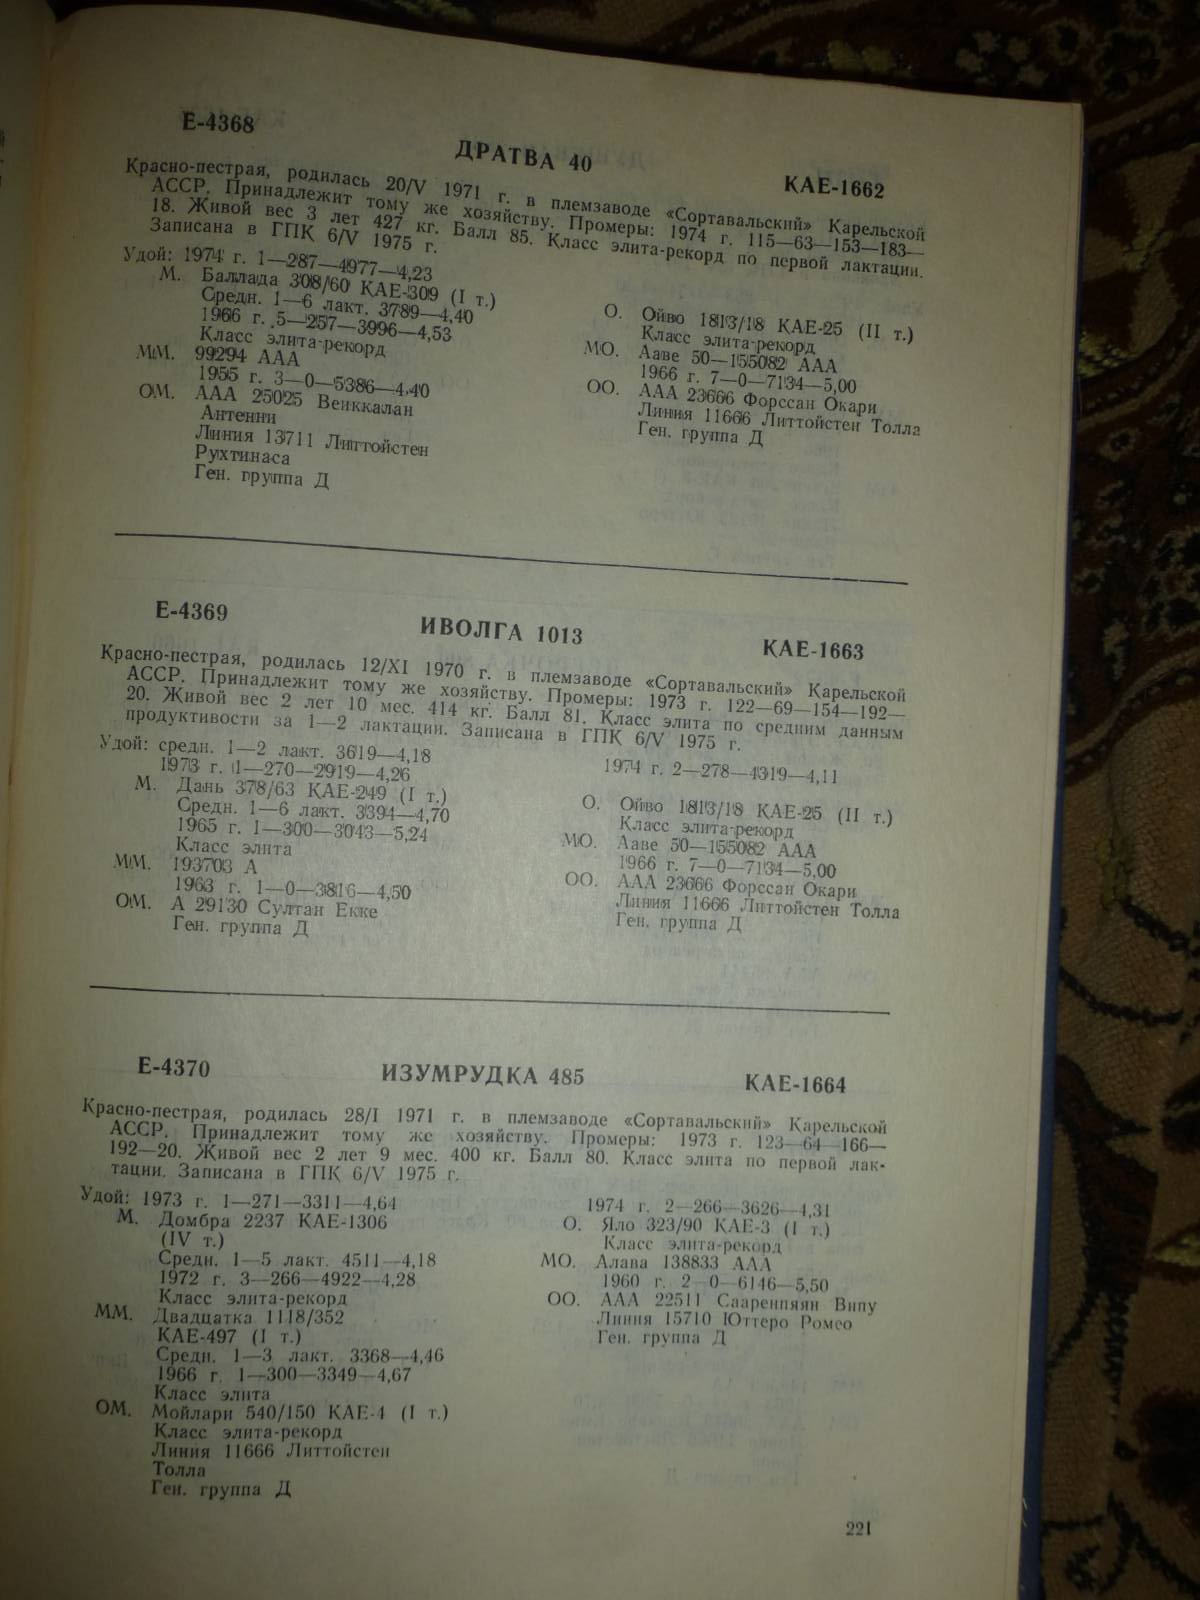 Е-4368
ДРАТВА 40
КАЕ-1662
Красно-пестрая, родилась 20/V 1971 г. в племзаводе «Сортавальский» Карельской
АССР. Принадлежит тому же хозяйству. Промеры: 1974 г. 115—63—153—183—
18. Живой вес 3 лет 427 кг. Балл 85. Класс элита-рекорд по первой лактации.
Записана в ГПК 6/V 1975 г.
Удой: 1974 г. 1—287—4977—4,23
М. Баллада 308/60 КАЕ-309 (I т.)
Средн. 1—6 лакт. 3789—4,40
1966 г. 5—257—3996—4,53
Класс элита-рекорд
ММ. 99294 ААА
1955 г. 3—0—5386—4,40
ОМ. ААА 25025 Веиккалан
Антенни
Линия 13711 Литтойстен
Рухтинаса
Ген. группа Д
О. Ойво 1813/18 КАЕ-25 (II т.)
Класс элита-рекорд
МО. Ааве 50—155082 ААА
1966 г. 7—0—7134—5,00
ОО. ААА 23666 Форссан Окари
Линия 11666 Литтойстен Толла
Ген. группа Д
Е-4369
ИВОЛГА 1013
КАЕ-1663
Красно-пестрая, родилась 12/XI 1970 г. в племзаводе «Сортавальский» Карельской
АССР. Принадлежит тому же хозяйству. Промеры: 1973 г. 122—69—154—192—
20. Живой вес 2 лет 10 мес. 414 кг. Балл 81. Класс элита по средним данным
продуктивости за 1—2 лактации. Записана в ГПК 6/V 1975 г.
Удой: средн. 1—2 лакт. 3619—4,18
1973 г. 1—270—2919—4,26
1974 г. 2—278—4319—4,11
М. Дань 378/63 КАЕ-249 (I т.)
Средн. 1—6 лакт. 3394—4,70
1965 г. 1—300—3043—5,24
Класс элита
ММ. 193703 А
1963 г. 1—0—3816—4,50
ОМ. А 29130 Султан Екке
Ген. группа Д
О. Ойво 1813/18 КАЕ-25 (II т.)
Класс элита-рекорд
МО. Ааве 50—155082 ААА
1966 г. 7—0—7134—5,00
ОО. ААА 23666 Форссан Окари
Линия 11666 Литтойстен Толла
Ген. группа Д
Е-4370
ИЗУМРУДКА 485
КАЕ-1664
Красно-пестрая, родилась 28/I 1971 г. в племзаводе «Сортавальский» Карельской
АССР. Принадлежит тому же хозяйству. Промеры: 1973 г. 123—64—166—
192—20. Живой вес 2 лет 9 мес. 400 кг. Балл 80. Класс элита по первой лак-
тации. Записана в ГПК 6/V 1975 г.
Удой: 1973 г. 1—271—3311—4,64
1974 г. 2—266—3626—4,31
М. Домбра 2237 КАЕ-1306
(IV т.)
Средн. 1—5 лакт. 4511—4,18
1972 г. 3—266—4922—4,28
Класс элита-рекорд
ММ. Двадцатка 1118/352
КАЕ-497 (I т.)
Средн. 1—3 лакт. 3368—4,46
1966 г. 1—300—3349—4,67
Класс элита
ОМ. Мойлари 540/150 КАЕ-4 (I т.)
Класс элита-рекорд
Линия 11666 Литтойстен
Толла
Ген. группа Д
О. Яло 323/90 КАЕ-3 (I т.)
Класс элита-рекорд
МО. Алава 138833 ААА
1960 г. 2—0—6146—5,50
ОО. ААА 22511 Сааренпяян Випу
Линия 15710 Юттеро Ромео
Ген. группа Д
221